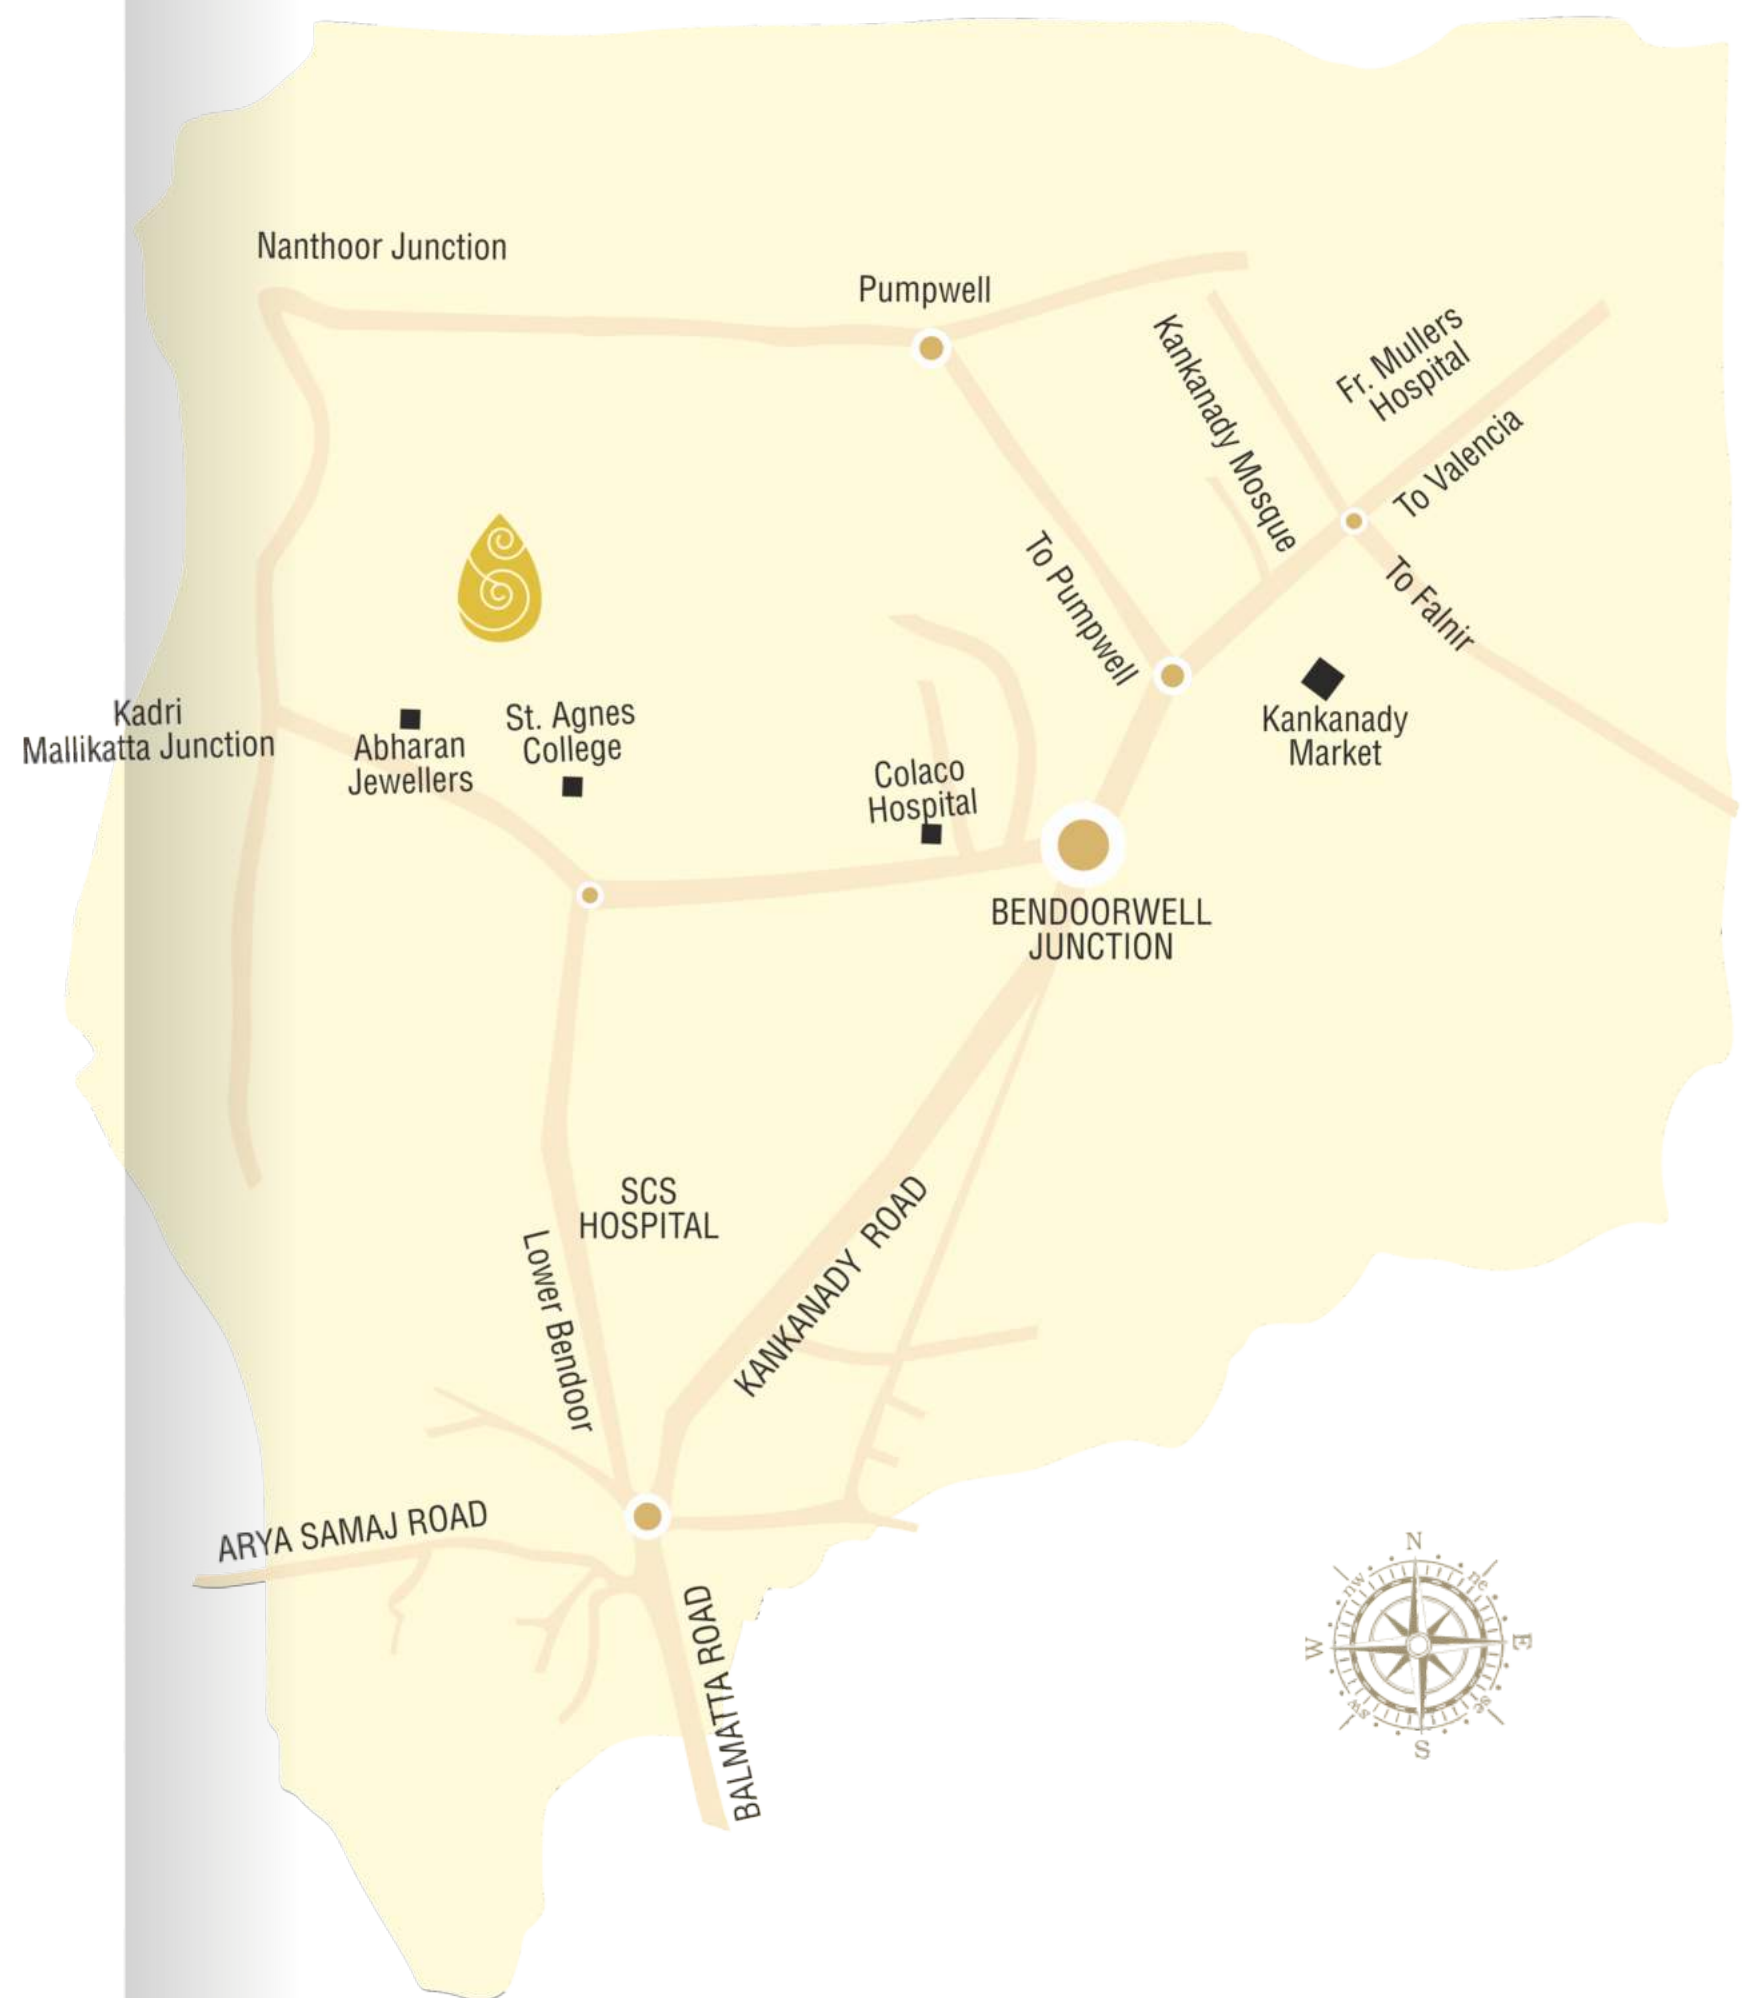 Nanthoor Junction
Pumpwell
Kankanady Mosque
Fr. Mullers
Hospital
To Valencia
To Pumpwell
To Falnir
Kadri
Mallikatta Junction
Abharan
Jewellers
St. Agnes
College
Colaco
Hospital
Kankanady
Market
BENDOORWELL
JUNCTION
SCS
HOSPITAL
Lower Bendoor
KANKANADY ROAD
ARYA SAMAJ ROAD
BALMATTA ROAD
N
nw
ne
W
E
sw
se
S